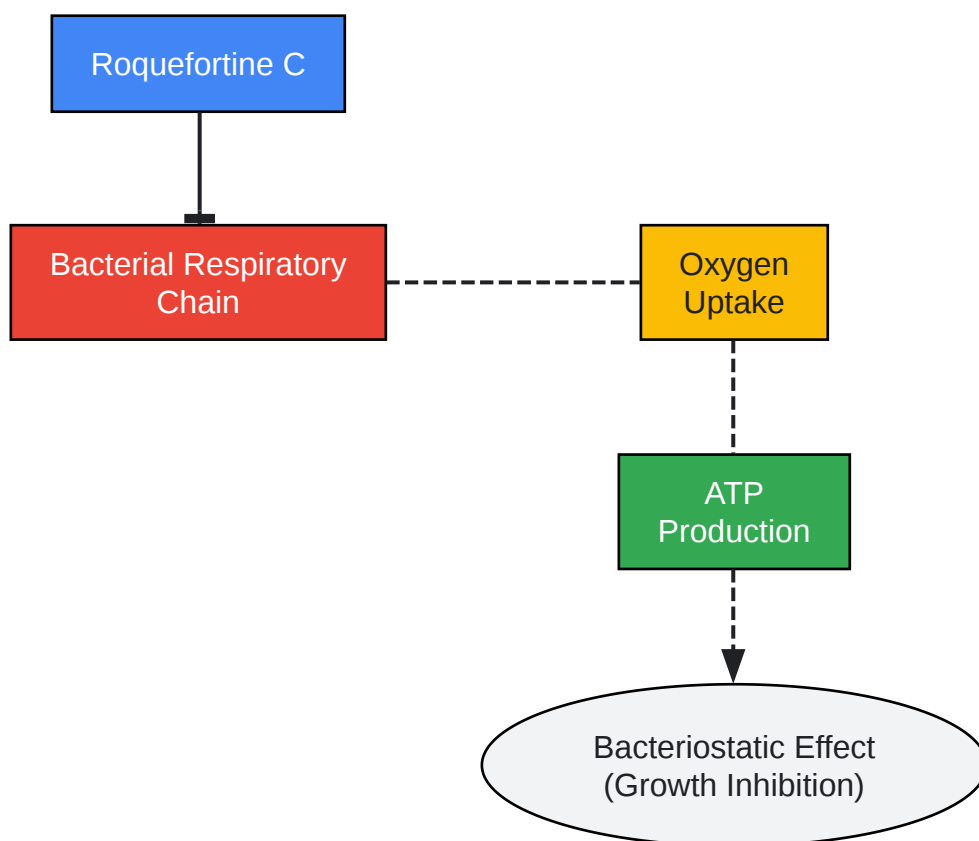 Roquefortine C
Bacterial Respiratory
Chain
Oxygen
Uptake
ATP
Production
Bacteriostatic Effect
(Growth Inhibition)